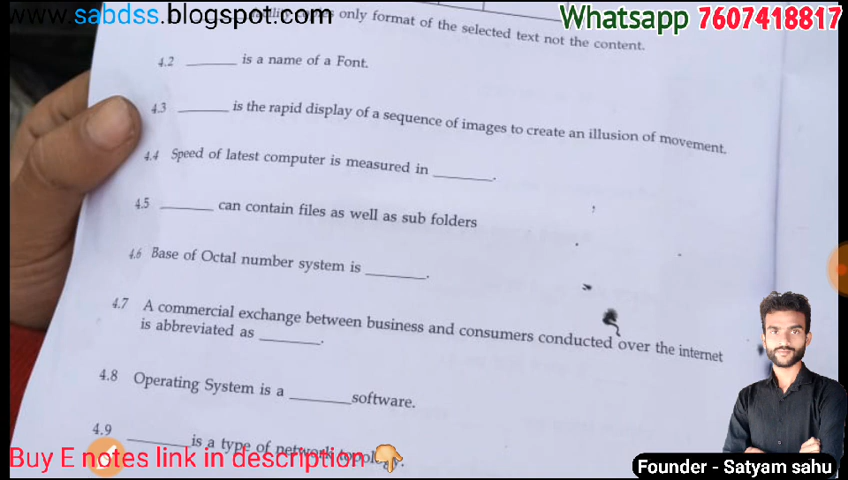 www.sabdss.blogspot.com
Whatsapp 7607418817
only format of the selected text not the content.
4.2 ______ is a name of a Font.
4.3 ______ is the rapid display of a sequence of images to create an illusion of movement.
4.4 Speed of latest computer is measured in ______.
4.5 ______ can contain files as well as sub folders
4.6 Base of Octal number system is ______.
4.7 A commercial exchange between business and consumers conducted over the internet
is abbreviated as ______.
4.8 Operating System is a ______software.
4.9 ______is a type of network topology.
Buy E notes link in description👇
Founder - Satyam sahu